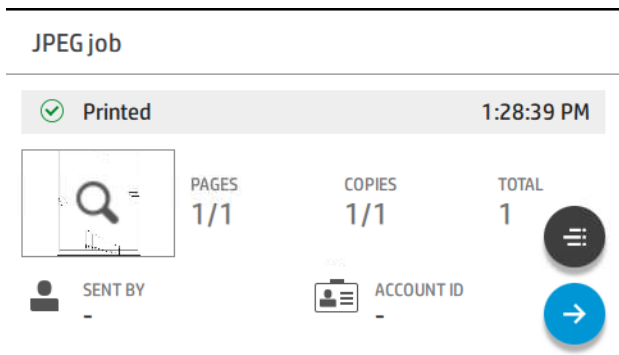 JPEG job
Printed 1:28:39 PM
PAGES COPIES TOTAL
1/1 1/1 1
SENT BY ACCOUNT ID
- -